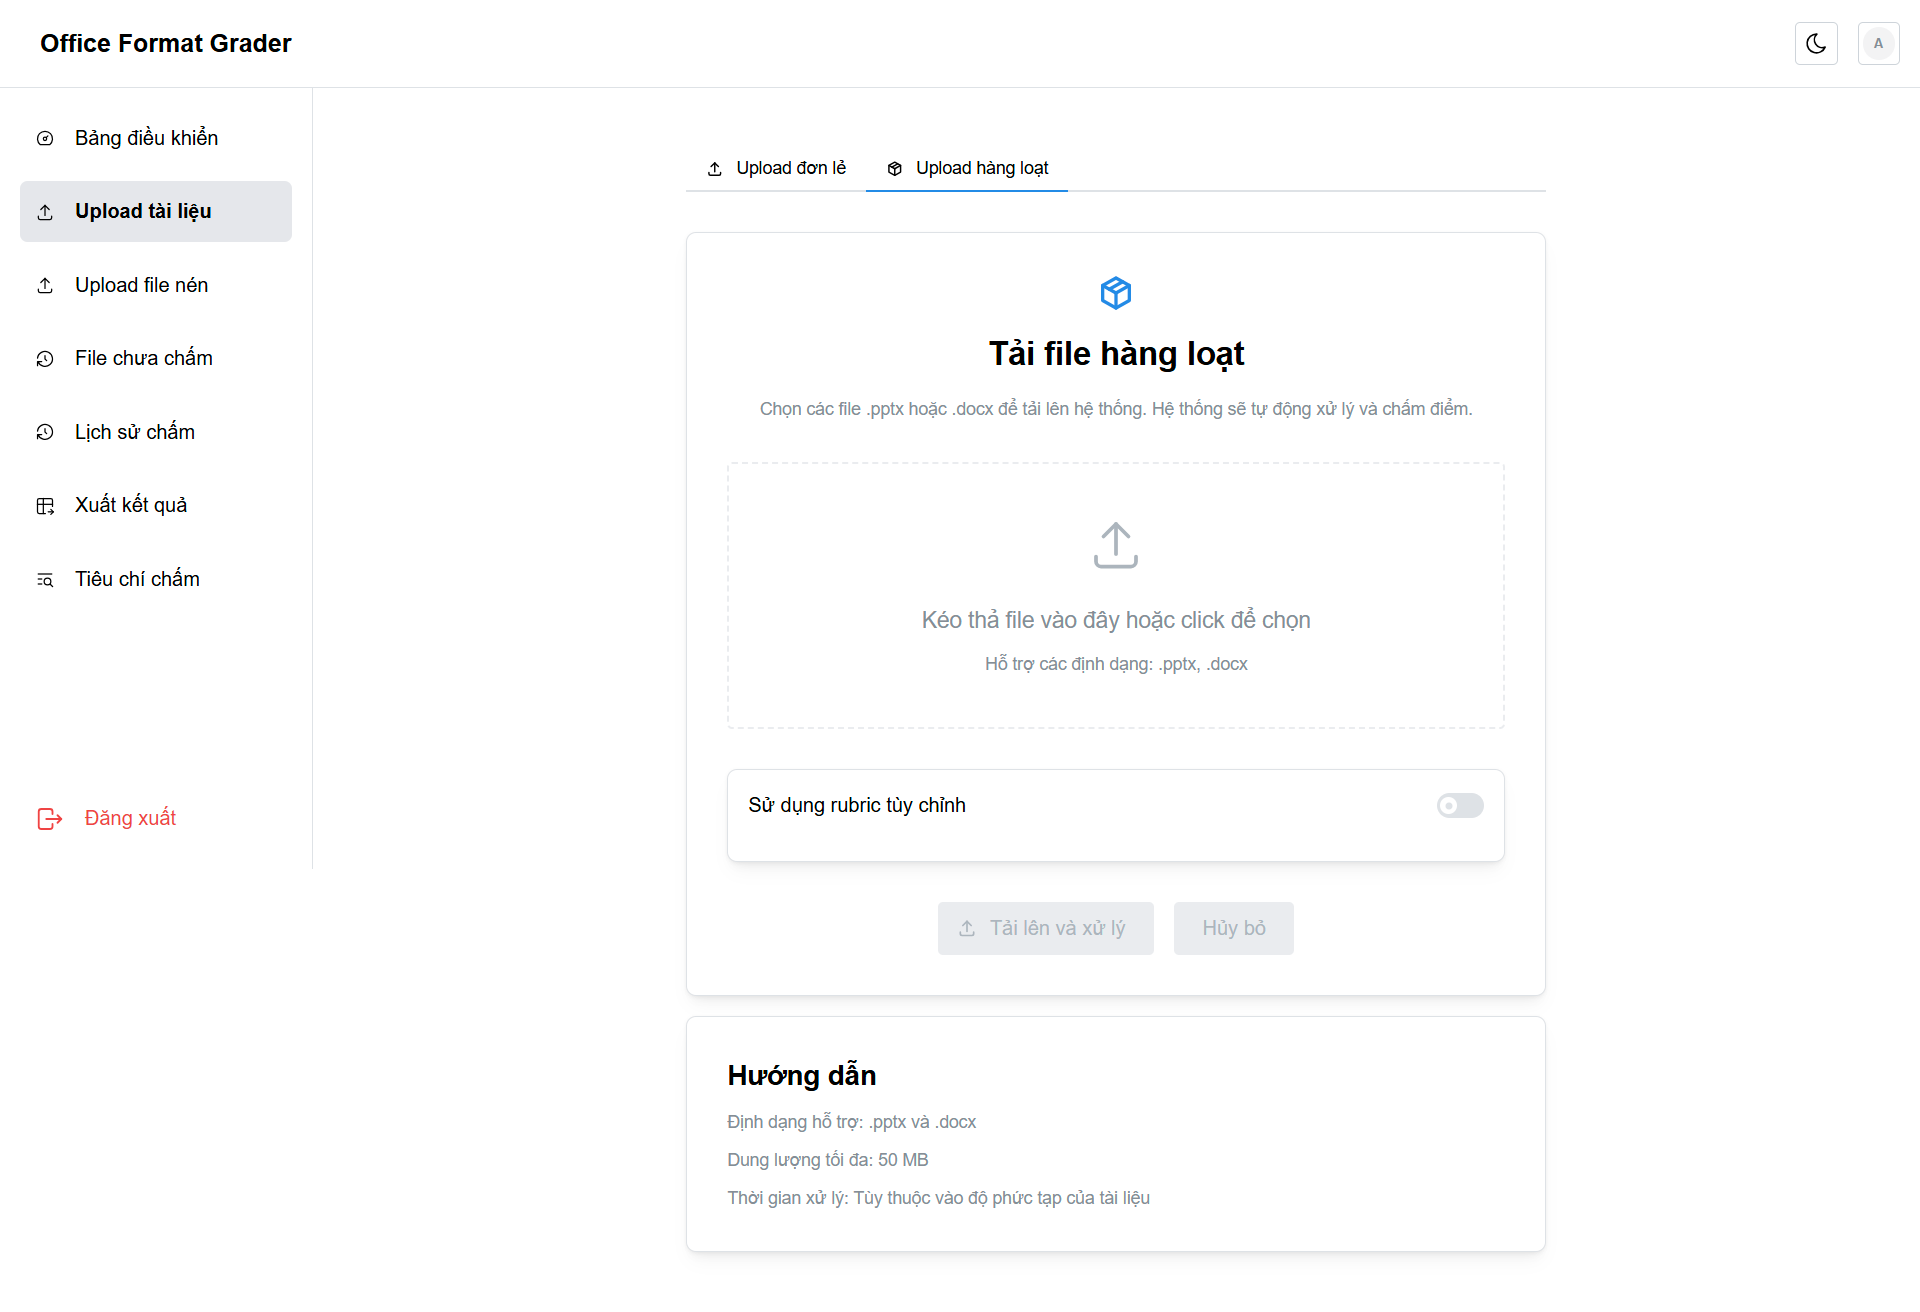 Office Format Grader
A
Bảng điều khiển
Upload tài liệu
Upload file nén
File chưa chấm
Lịch sử chấm
Xuất kết quả
Tiêu chí chấm
Đăng xuất
Upload đơn lẻ
Upload hàng loạt
Tải file hàng loạt
Chọn các file .pptx hoặc .docx để tải lên hệ thống. Hệ thống sẽ tự động xử lý và chấm điểm.
Kéo thả file vào đây hoặc click để chọn
Hỗ trợ các định dạng: .pptx, .docx
Sử dụng rubric tùy chỉnh
Tải lên và xử lý
Hủy bỏ
Hướng dẫn
Định dạng hỗ trợ: .pptx và .docx
Dung lượng tối đa: 50 MB
Thời gian xử lý: Tùy thuộc vào độ phức tạp của tài liệu